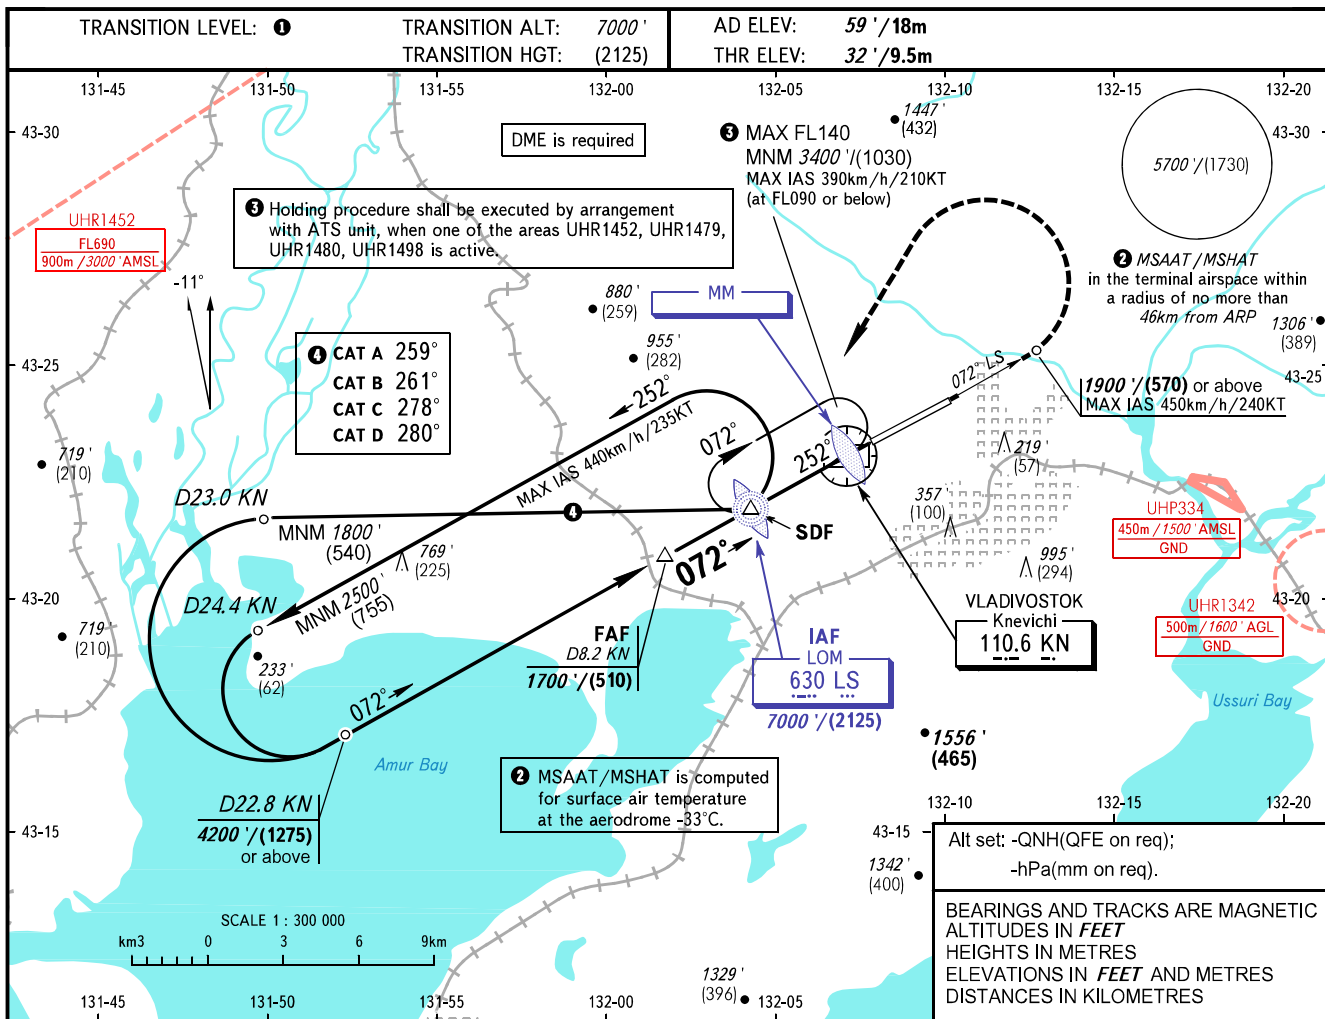 TRANSITION LEVEL: ❶ TRANSITION ALT: 7000 '
TRANSITION HGT: (2125)
AD ELEV: 59 '/18m
THR ELEV: 32 '/9.5m
131-45 131-50 131-55 132-00 132-05 132-10 132-15 132-20
43-30
43-30
1447'
(432)
DME is required
❸ MAX FL140
MNM 3400 '/(1030)
MAX IAS 390km/h/210KT
(at FL090 or below)
5700 '/(1730)
❷ MSAAT/MSHAT
in the terminal airspace within
a radius of no more than
46km from ARP
UHR1452
FL690
900m /3000 'AMSL
❸ Holding procedure shall be executed by arrangement
with ATS unit, when one of the areas UHR1452, UHR1479,
UHR1480, UHR1498 is active.
-11°
880 '
(259)
955 '
(282)
MM
1306 '
(389)
❹ CAT A 259°
CAT B 261°
CAT C 278°
CAT D 280°
43-25
43-25
072° LS
1900 '/(570) or above
MAX IAS 450km/h/240KT
252°
MAX IAS 440km/h/235KT
072°
252°
719 '
(210)
219 '
(57)
357 '
(100)
D23.0 KN
MNM 1800 '
(540)
❹
SDF
769 '
(225)
072°
995 '
(294)
UHP334
450m /1500 'AMSL
GND
D24.4 KN
MNM 2500 '
(755)
43-20
43-20
719 '
(210)
233 '
(62)
FAF
D8.2 KN
1700 '/(510)
IAF
LOM
630 LS
7000 '/(2125)
VLADIVOSTOK
Knevichi
110.6 KN
UHR1342
500m /1600 ' AGL
GND
072°
Ussuri Bay
Amur Bay
1556 '
(465)
❷ MSAAT/MSHAT is computed
for surface air temperature
at the aerodrome -33°C.
D22.8 KN
4200 '/(1275)
or above
132-10 132-15 132-20
43-15
43-15
1342 '
(400)
Alt set: -QNH(QFE on req);
-hPa(mm on req).
SCALE 1 : 300 000
km3 0 3 6 9km
BEARINGS AND TRACKS ARE MAGNETIC
ALTITUDES IN FEET
HEIGHTS IN METRES
ELEVATIONS IN FEET AND METRES
DISTANCES IN KILOMETRES
1329 '
(396)
131-45 131-50 131-55 132-00 132-05